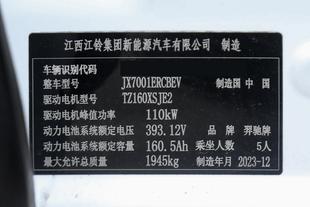 江西江铃集团新能源汽车有限公司 制造
车辆识别代码
整车型号 JX7001ERCBEV 制造国 中国
驱动电机型号 TZ160XSJE2
驱动电机峰值功率 110kW
动力电池系统额定电压 393.12V 品牌 羿驰牌
动力电池系统额定容量 160.5Ah 乘坐人数 5人
最大允许总质量 1945kg 制造年月 2023-12